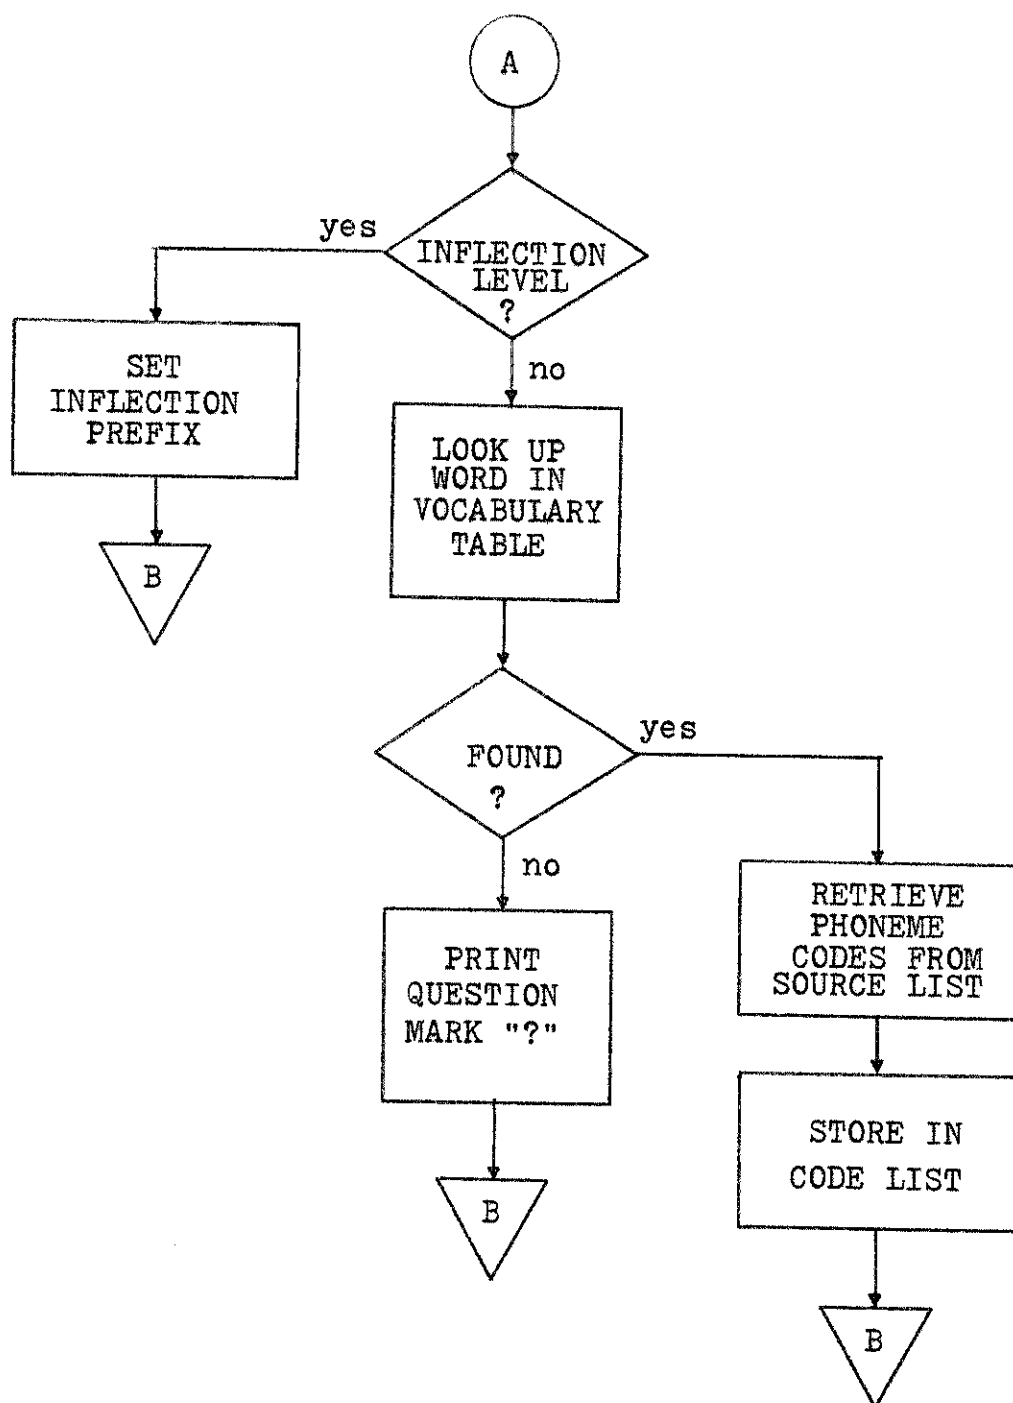 A
yes
INFLECTION
LEVEL
?
SET
INFLECTION
PREFIX
no
LOOK UP
WORD IN
VOCABULARY
TABLE
B
yes
FOUND
?
no
RETRIEVE
PHONEME
CODES FROM
SOURCE LIST
PRINT
QUESTION
MARK "?"
STORE IN
CODE LIST
B
B